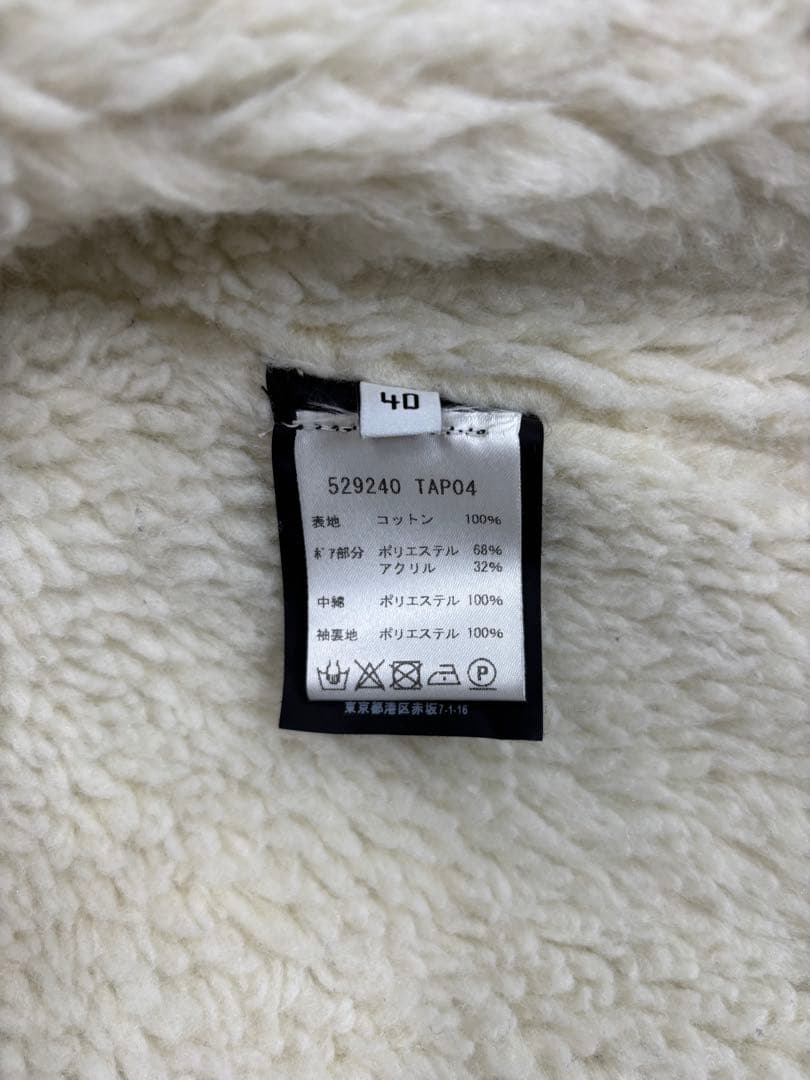 40
529240 TAP04
表地 コットン 100%
ボア部分 ポリエステル 68%
アクリル 32%
中綿 ポリエステル 100%
袖裏地 ポリエステル 100%
P
東京都港区赤坂7-1-16